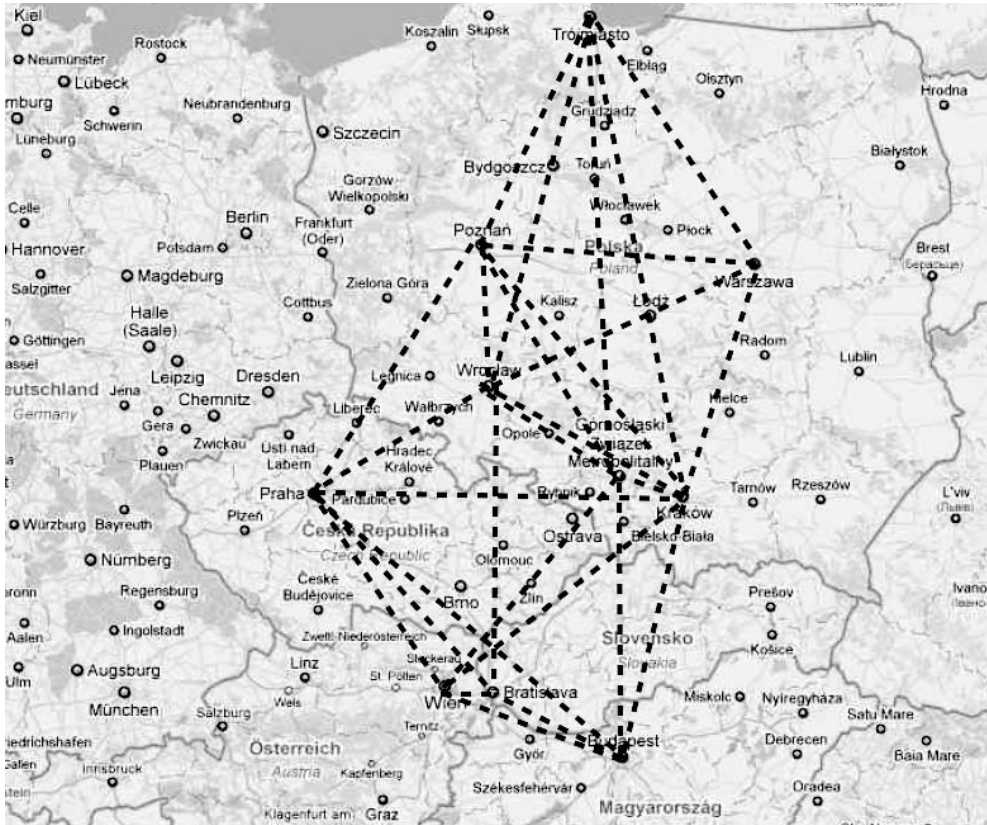 Kiel
Rostock
Koszalin
Słupsk
Trójmiasto
Neumünster
Elbląg
Olsztyn
Lübeck
Hrodna
Neubrandenburg
Schwerin
Grudziądz
Szczecin
Lüneburg
Białystok
Bydgoszcz
Toruń
Gorzów
Wielkopolski
Włocławek
Celle
Berlin
Frankfurt
(Oder)
Poznań
Płock
Polska
Poland
Hannover
Potsdam
Brest
(Берасьце)
Magdeburg
Warszawa
Salzgitter
Zielona Góra
Cottbus
Kalisz
Łódź
Halle
(Saale)
Göttingen
Radom
Lublin
Leipzig
Dresden
Legnica
Wrocław
Jena
Chemnitz
Germany
Kielce
Liberec
Wałbrzych
Gera
Zwickau
Opole
Górnośląski
Związek
Metropolitalny
Plauen
Ústí nad
Labem
Hradec
Králové
Praha
Pardubice
Rybnik
Kraków
Tarnów
Rzeszów
L'viv
(Львів)
Würzburg
Bayreuth
Plzeň
Česká Republika
Czech Republic
Ostrava
Bielsko-Biała
Olomouc
Nürnberg
České
Budějovice
Brno
Zlín
Prešov
Regensburg
Ingolstadt
Aalen
Zwettl-Niederösterreich
Slovensko
Slovakia
Košice
Stockerau
Ulm
Augsburg
Linz
St. Pölten
München
Wels
Wien
Bratislava
Miskolc
Nyíregyháza
Satu Mare
Salzburg
Ternitz
Győr
Budapest
Debrecen
Baia Mare
Österreich
Austria
Innsbruck
Kapfenberg
Székesfehérvár
Oradea
Klagenfurt am
Graz
Magyarország